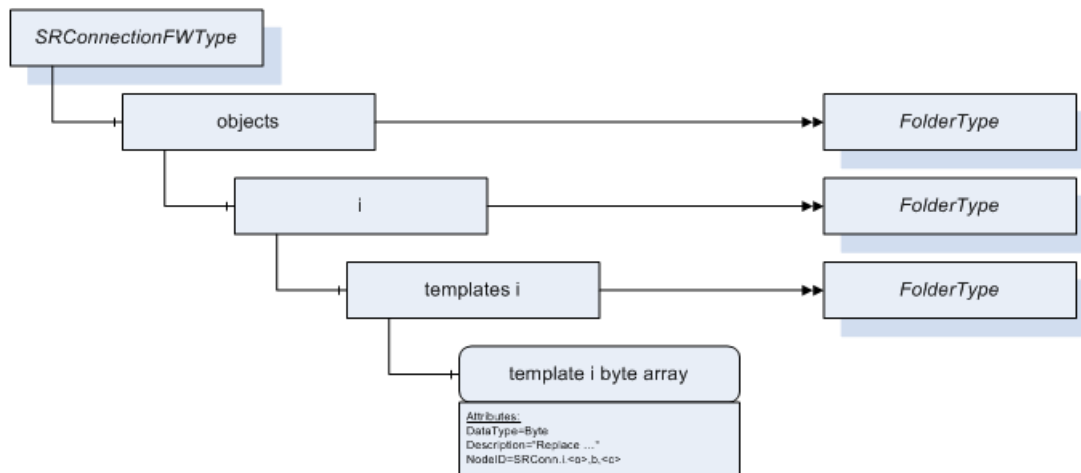 SRConnectionFWType
objects
FolderType
i
FolderType
templates i
FolderType
template i byte array
Attributes:
DataType=Byte
Description="Replace ..."
NodeID=SRConn.i.<o>,b,<c>